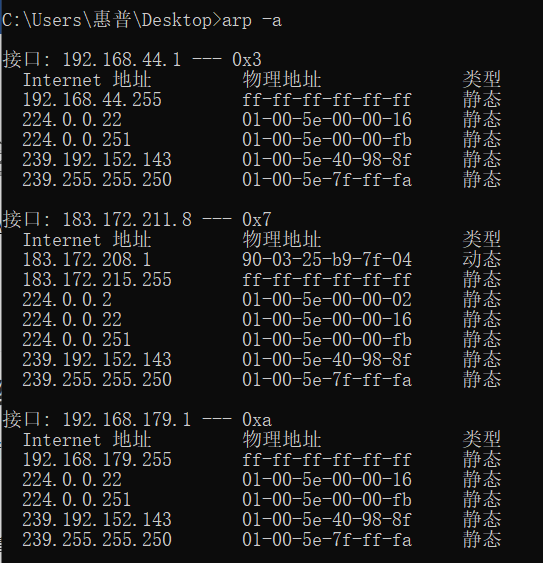 C:\Users\惠普\Desktop>arp -a
接口: 192.168.44.1 --- 0x3
Internet 地址 物理地址 类型
192.168.44.255 ff-ff-ff-ff-ff-ff 静态
224.0.0.22 01-00-5e-00-00-16 静态
224.0.0.251 01-00-5e-00-00-fb 静态
239.192.152.143 01-00-5e-40-98-8f 静态
239.255.255.250 01-00-5e-7f-ff-fa 静态
接口: 183.172.211.8 --- 0x7
Internet 地址 物理地址 类型
183.172.208.1 90-03-25-b9-7f-04 动态
183.172.215.255 ff-ff-ff-ff-ff-ff 静态
224.0.0.2 01-00-5e-00-00-02 静态
224.0.0.22 01-00-5e-00-00-16 静态
224.0.0.251 01-00-5e-00-00-fb 静态
239.192.152.143 01-00-5e-40-98-8f 静态
239.255.255.250 01-00-5e-7f-ff-fa 静态
接口: 192.168.179.1 --- 0xa
Internet 地址 物理地址 类型
192.168.179.255 ff-ff-ff-ff-ff-ff 静态
224.0.0.22 01-00-5e-00-00-16 静态
224.0.0.251 01-00-5e-00-00-fb 静态
239.192.152.143 01-00-5e-40-98-8f 静态
239.255.255.250 01-00-5e-7f-ff-fa 静态